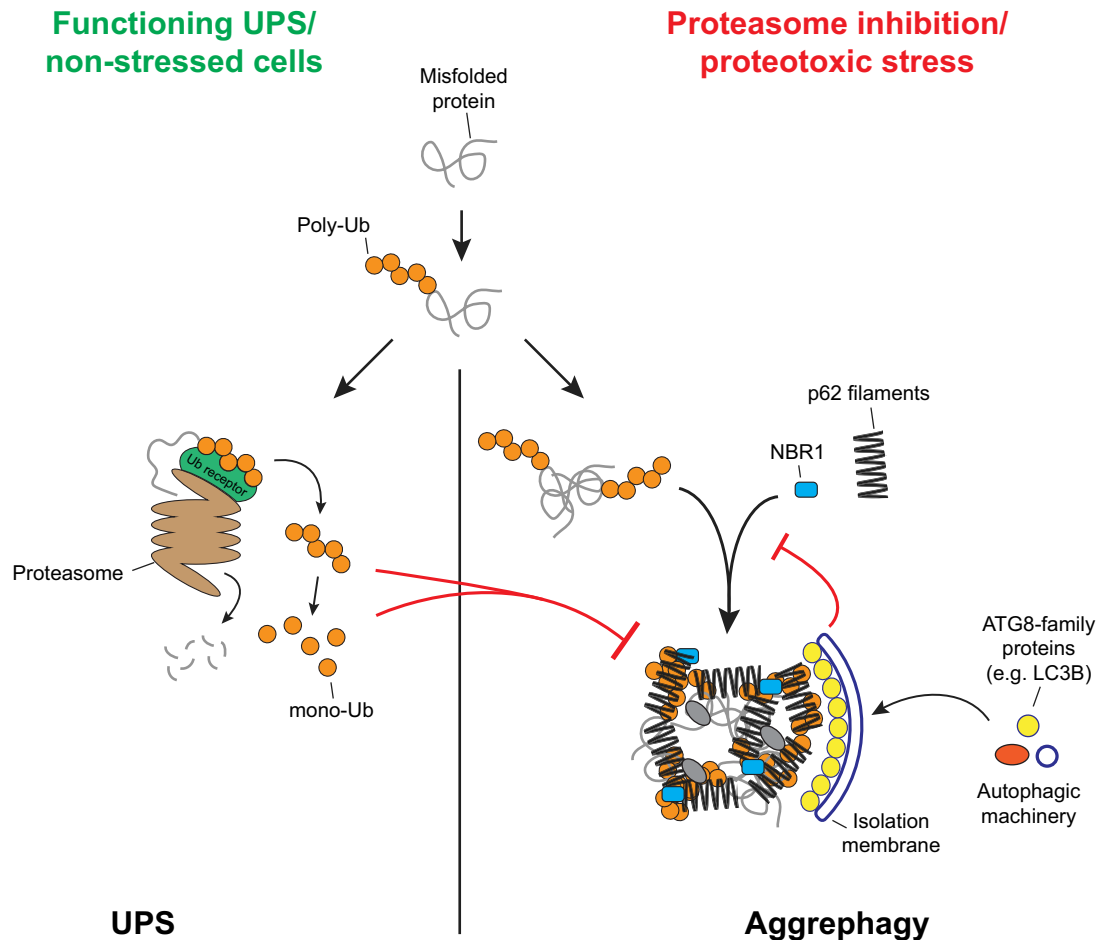 Functioning UPS/
non-stressed cells
Proteasome inhibition/
proteotoxic stress
Misfolded
protein
Poly-Ub
p62 filaments
NBR1
Ub receptor
Proteasome
mono-Ub
ATG8-family
proteins
(e.g. LC3B)
Autophagic
machinery
Isolation
membrane
UPS
Aggrephagy